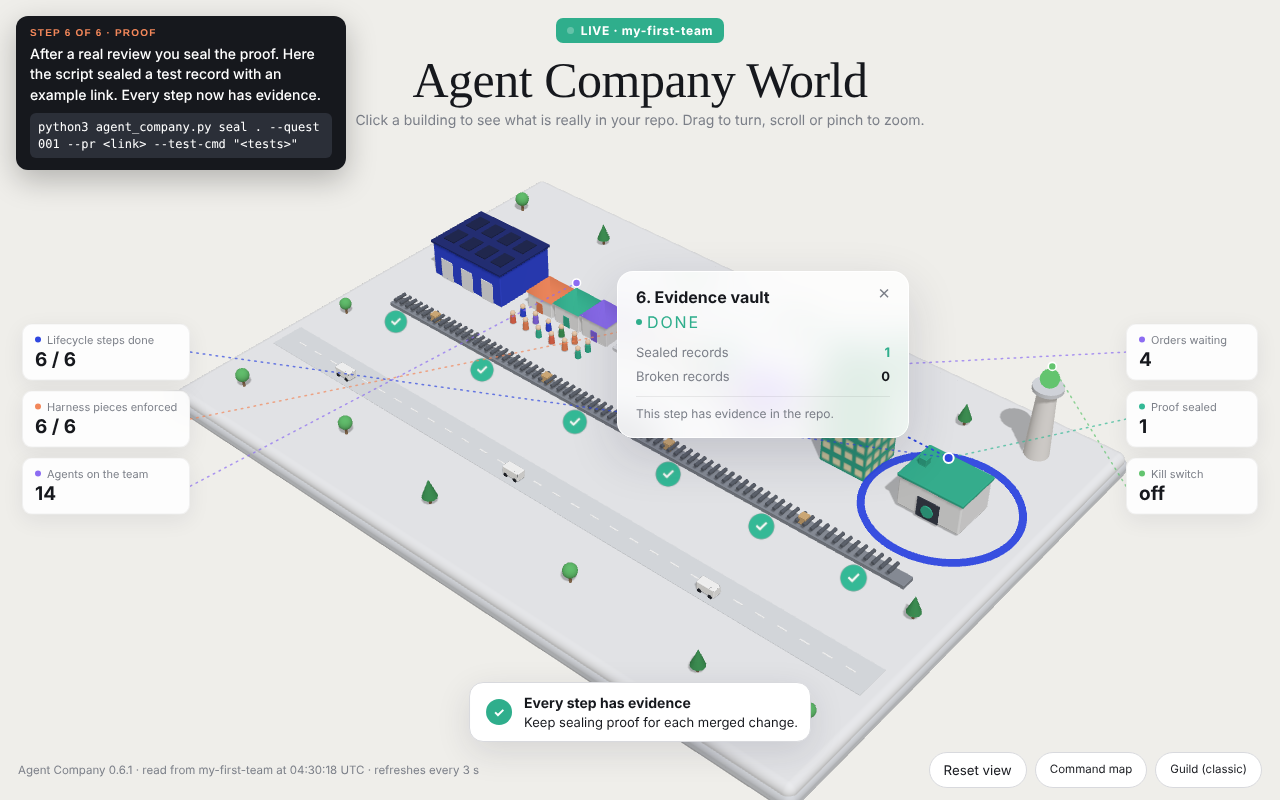 STEP 6 OF 6 · PROOF
After a real review you seal the proof. Here
the script sealed a test record with an
example link. Every step now has evidence.
python3 agent_company.py seal . --quest
001 --pr <link> --test-cmd "<tests>"
LIVE · my-first-team
Agent Company World
Click a building to see what is really in your repo. Drag to turn, scroll or pinch to zoom.
Lifecycle steps done
6 / 6
Harness pieces enforced
6 / 6
Agents on the team
14
6. Evidence vault
DONE
Sealed records 1
Broken records 0
This step has evidence in the repo.
Orders waiting
4
Proof sealed
1
Kill switch
off
Every step has evidence
Keep sealing proof for each merged change.
Agent Company 0.6.1 · read from my-first-team at 04:30:18 UTC · refreshes every 3 s
Reset view
Command map
Guild (classic)